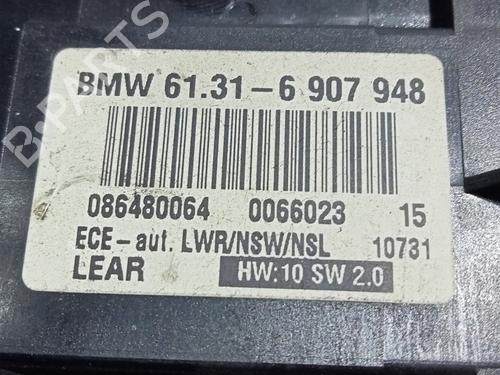 BMW 61.31-6 907 948
086480064 0066023 15
ECE-aut. LWR/NSW/NSL 10731
LEAR HW:10 SW 2.0
B-PARTS